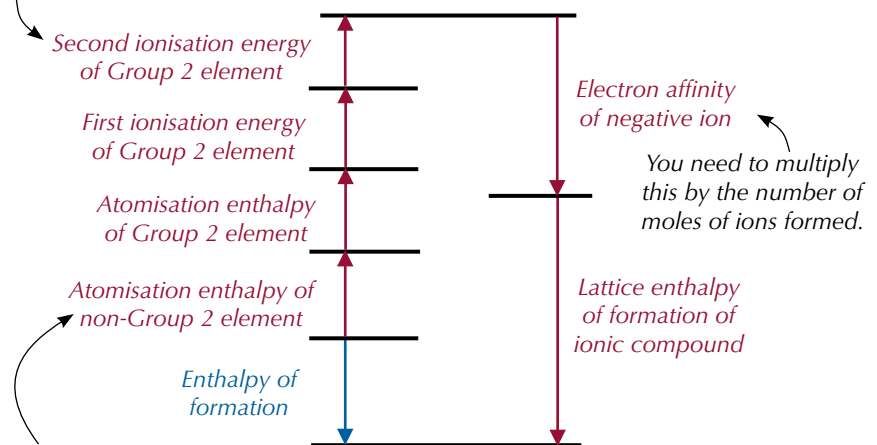 Second ionisation energy
of Group 2 element
First ionisation energy
of Group 2 element
Atomisation enthalpy
of Group 2 element
Atomisation enthalpy of
non-Group 2 element
Enthalpy of
formation
Electron affinity
of negative ion
You need to multiply
this by the number of
moles of ions formed.
Lattice enthalpy
of formation of
ionic compound